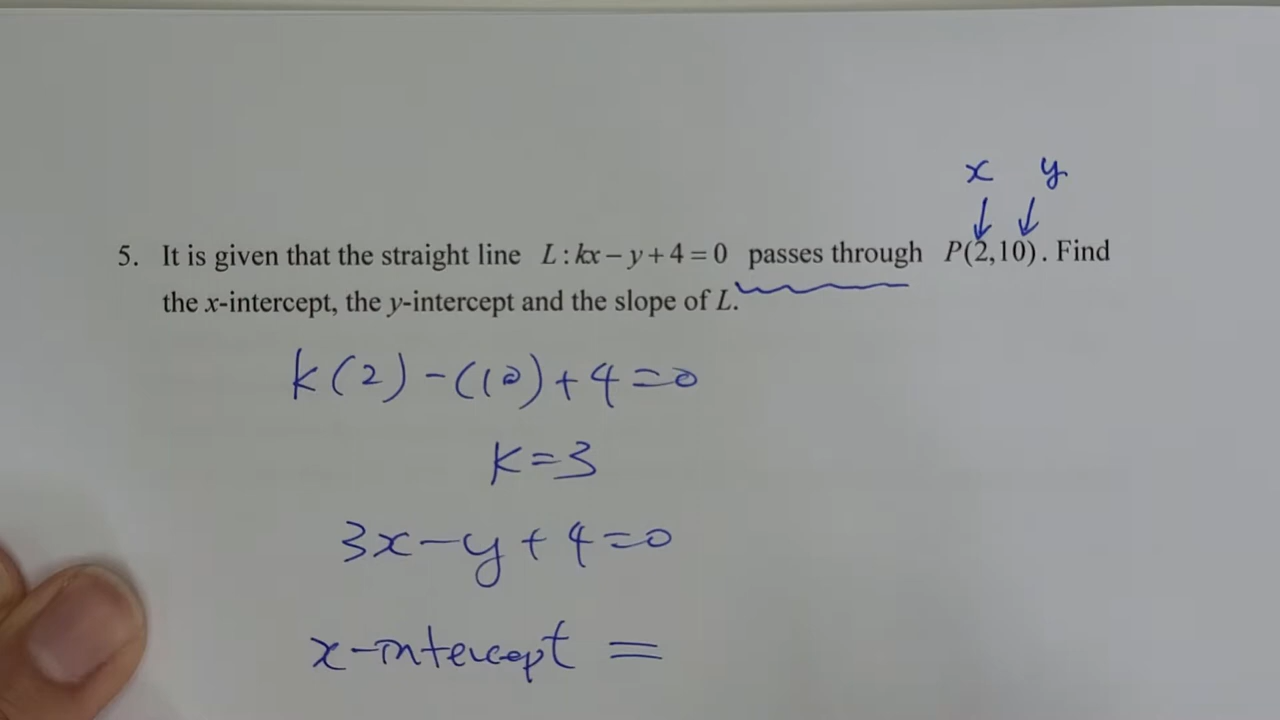 x y
↓ ↓
5. It is given that the straight line L : kx – y + 4 = 0 passes through P(2,10). Find
the x-intercept, the y-intercept and the slope of L.
k(2) - (10) + 4 = 0
k = 3
3x - y + 4 = 0
x-intercept =